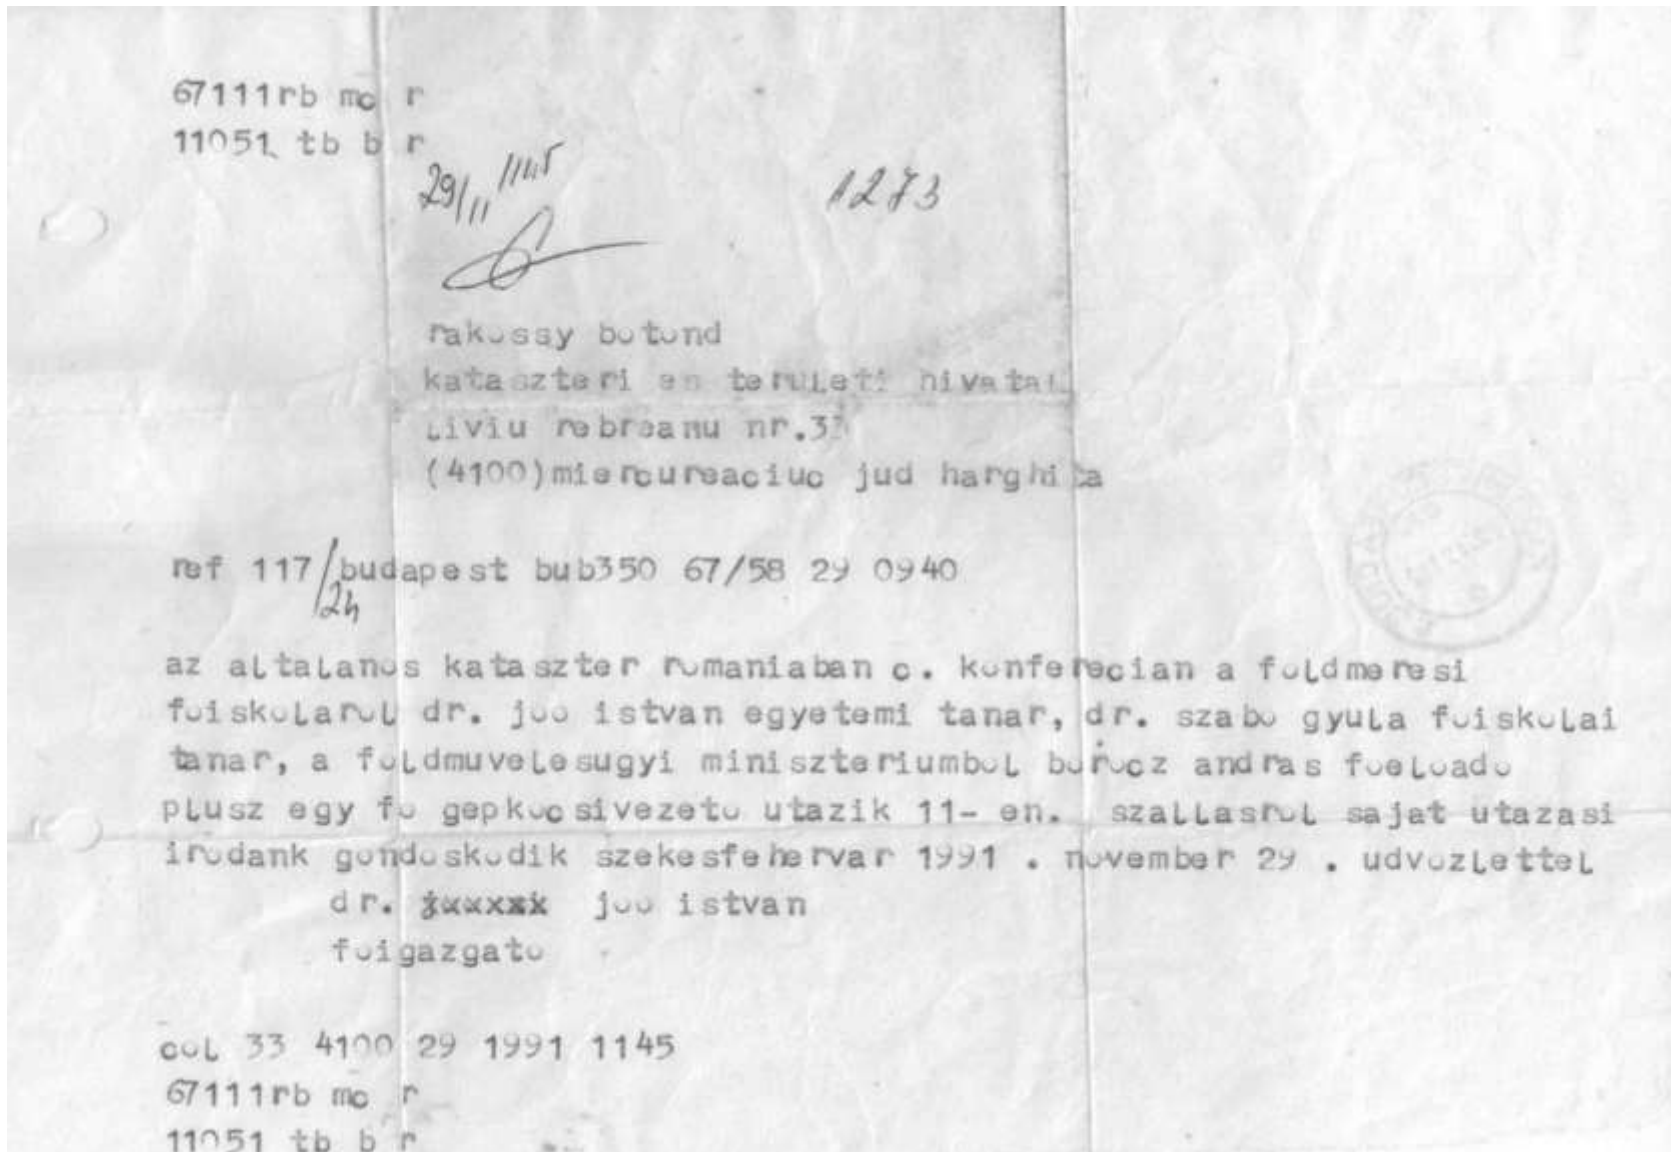 67111rb mc r
11051 tb b r
29/11 1145
1273
rakossy botond
kataszteri es teruleti hivatal
liviu rebreanu nr.33
(4100)miercureaciuc jud harghita
ref 117/budapest bub350 67/58 29 0940
24
az altalanos kataszter romaniaban c. konferecian a foldmeresi
foiskolarol dr. joo istvan egyetemi tanar, dr. szabo gyula foiskolai
tanar, a foldmuvelesugyi miniszteriumbol borocz andras foeloado
plusz egy fo gepkocsivezeto utazik 11- en. szallasrol sajat utazasi
irodank gondoskodik szekesfehervar 1991 . november 29 . udvozlettel
dr. joo istvan
foigazgato
col 33 4100 29 1991 1145
67111rb mc r
11051 tb b r